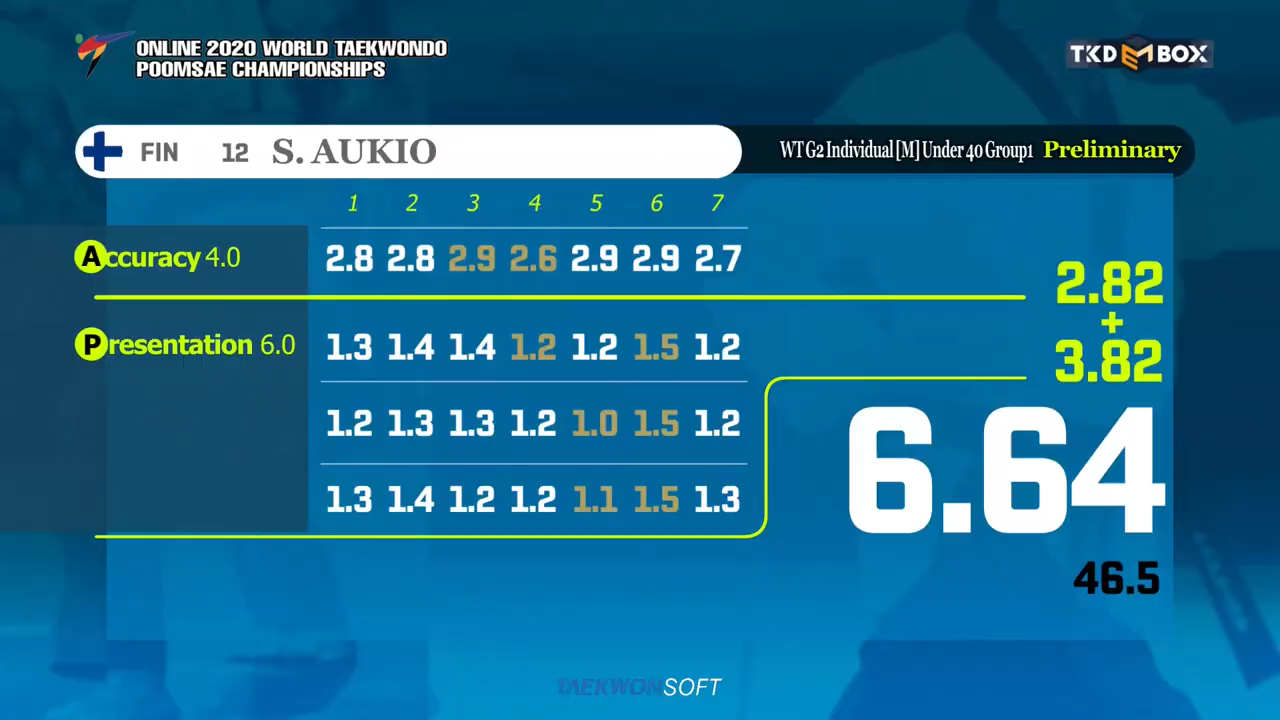 ONLINE 2020 WORLD TAEKWONDO
POOMSAE CHAMPIONSHIPS
TKD BOX
FIN 12 S. AUKIO
WT G2 Individual [M] Under 40 Group1 Preliminary
1 2 3 4 5 6 7
Accuracy 4.0 2.8 2.8 2.9 2.6 2.9 2.9 2.7
2.82
+
Presentation 6.0 1.3 1.4 1.4 1.2 1.2 1.5 1.2
3.82
1.2 1.3 1.3 1.2 1.0 1.5 1.2
6.64
1.3 1.4 1.2 1.2 1.1 1.5 1.3
46.5
TAEKWONSOFT